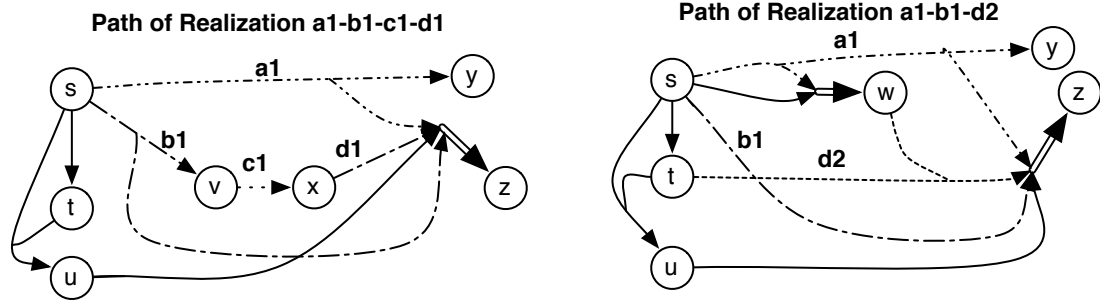 Path of Realization a1-b1-c1-d1
s
a1
y
b1
v
c1
x
d1
z
t
u
Path of Realization a1-b1-d2
s
a1
y
w
z
b1
d2
t
u